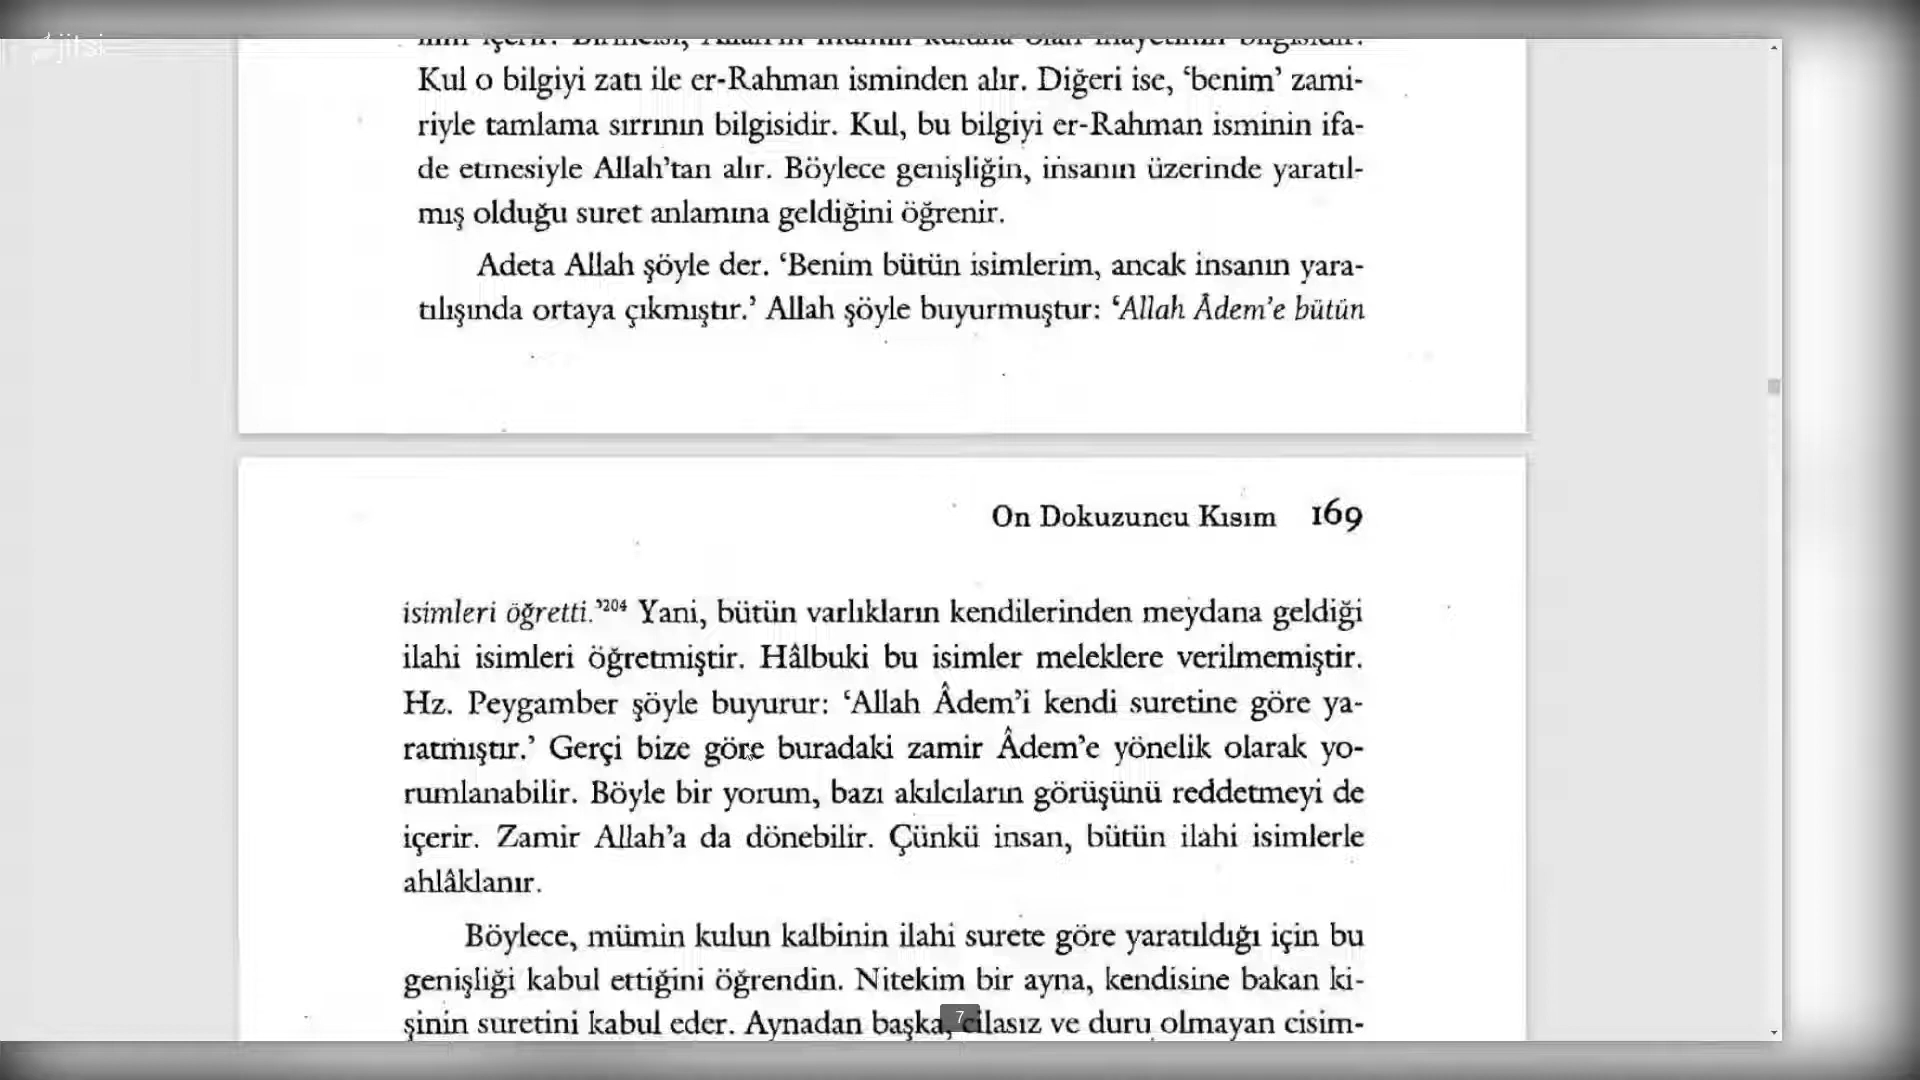 jitsi
Kul o bilgiyi zatı ile er-Rahman isminden alır. Diğeri ise, ‘benim’ zami-
riyle tamlama sırrının bilgisidir. Kul, bu bilgiyi er-Rahman isminin ifa-
de etmesiyle Allah’tan alır. Böylece genişliğin, insanın üzerinde yaratıl-
mış olduğu suret anlamına geldiğini öğrenir.
Adeta Allah şöyle der. ‘Benim bütün isimlerim, ancak insanın yara-
tılışında ortaya çıkmıştır.’ Allah şöyle buyurmuştur: ‘Allah Âdem’e bütün
On Dokuzuncu Kısım 169
isimleri öğretti.’204 Yani, bütün varlıkların kendilerinden meydana geldiği
ilahi isimleri öğretmiştir. Hâlbuki bu isimler meleklere verilmemiştir.
Hz. Peygamber şöyle buyurur: ‘Allah Âdem’i kendi suretine göre ya-
ratmıştır.’ Gerçi bize göre buradaki zamir Âdem’e yönelik olarak yo-
rumlanabilir. Böyle bir yorum, bazı akılcıların görüşünü reddetmeyi de
içerir. Zamir Allah’a da dönebilir. Çünkü insan, bütün ilahi isimlerle
ahlâklanır.
Böylece, mümin kulun kalbinin ilahi surete göre yaratıldığı için bu
genişliği kabul ettiğini öğrendin. Nitekim bir ayna, kendisine bakan ki-
şinin suretini kabul eder. Aynadan başka, cilasız ve duru olmayan cisim-
7